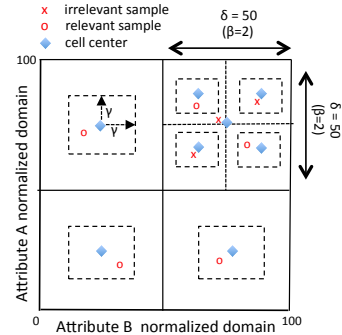 x irrelevant sample
o relevant sample
cell center
δ = 50
(β=2)
100
δ = 50
(β=2)
x
o
x
γ
γ
o
x
x
o
o
o
Attribute A normalized domain
0
100
Attribute B normalized domain